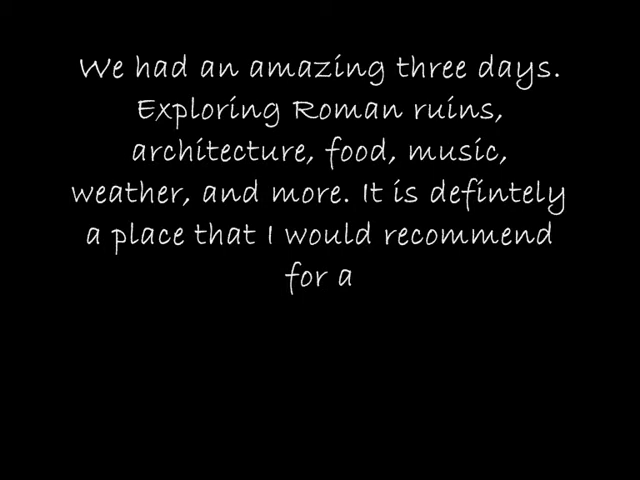 We had an amazing three days.
Exploring Roman ruins,
architecture, food, music,
weather, and more. It is defintely
a place that I would recommend
for a